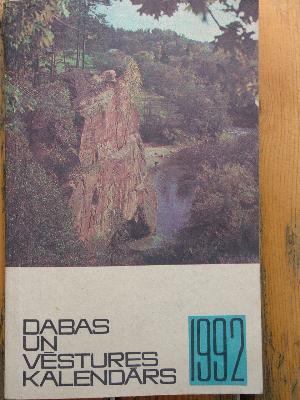 DABAS
UN
VĒSTURES
KALENDĀRS
1992